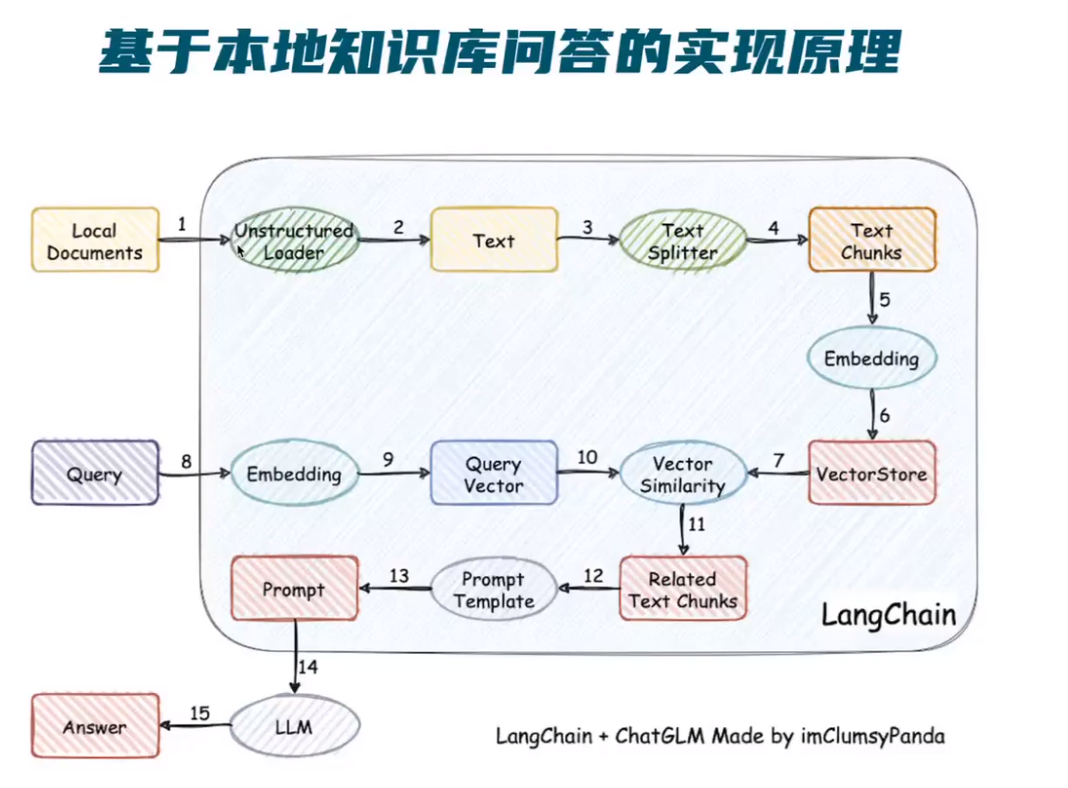 基于本地知识库问答的实现原理
Local
Documents
1
Unstructured
Loader
2
Text
3
Text
Splitter
4
Text
Chunks
5
Embedding
6
Query
8
Embedding
9
Query
Vector
10
Vector
Similarity
7
VectorStore
11
Prompt
13
Prompt
Template
12
Related
Text Chunks
LangChain
14
Answer
15
LLM
LangChain + ChatGLM Made by imClumsyPanda